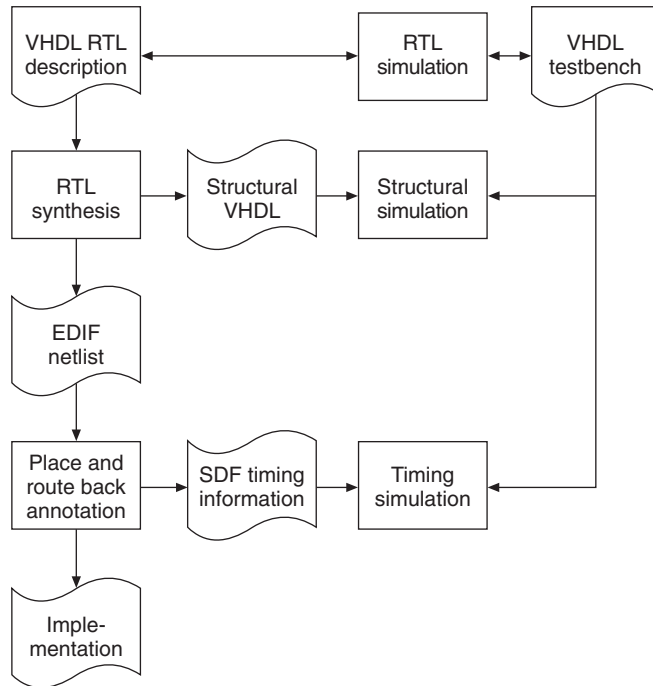 VHDL RTL
description
RTL
simulation
VHDL
testbench
RTL
synthesis
Structural
VHDL
Structural
simulation
EDIF
netlist
Place and
route back
annotation
SDF timing
information
Timing
simulation
Imple-
mentation